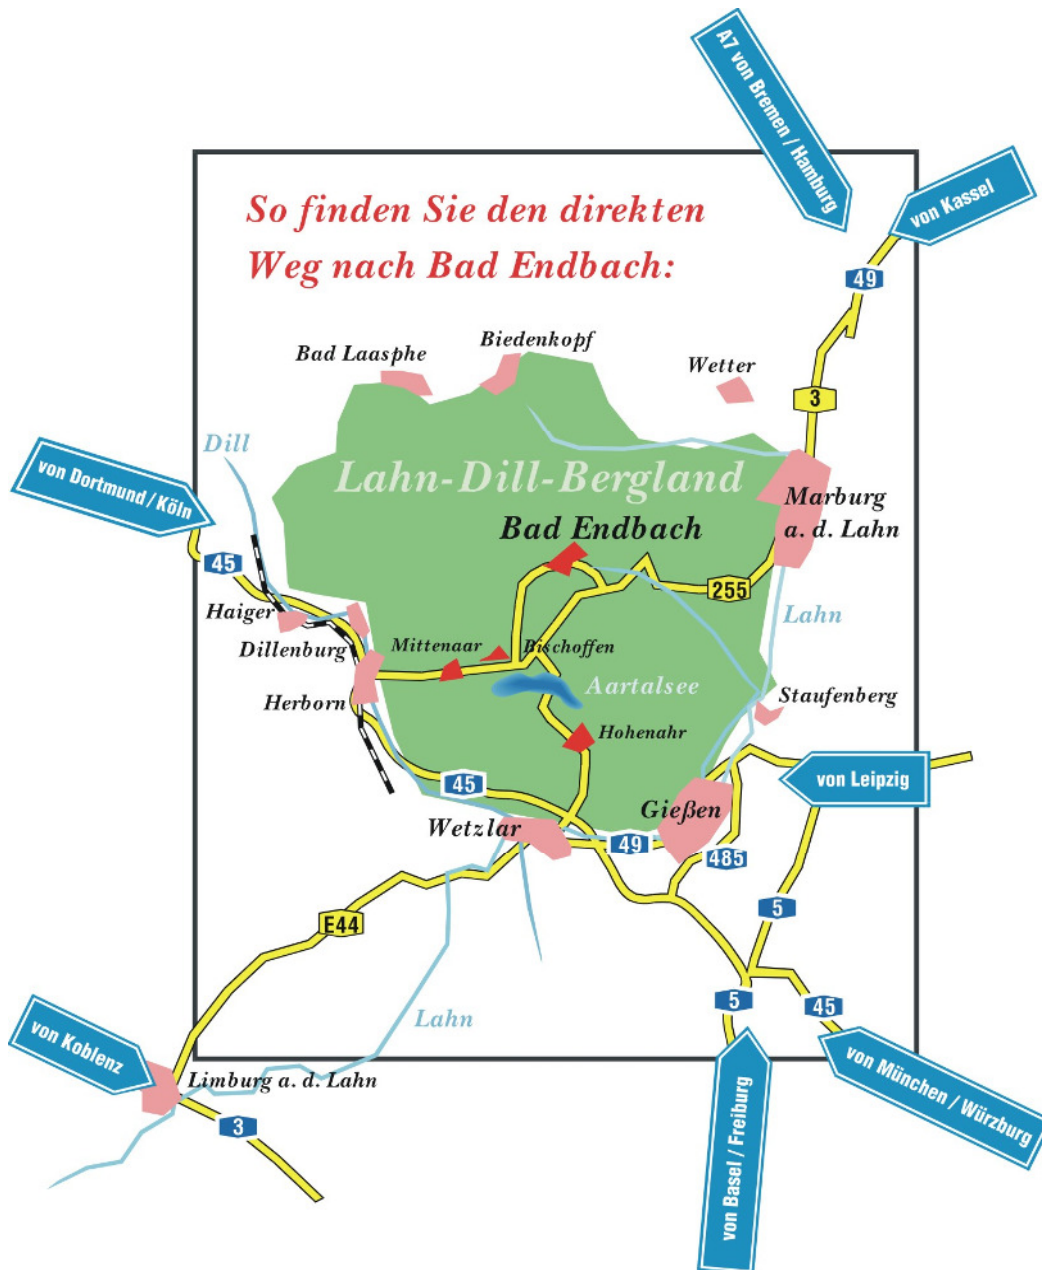 A7 von Bremen / Hamburg
von Kassel
So finden Sie den direkten
Weg nach Bad Endbach:
49
Bad Laasphe
Biedenkopf
Wetter
3
Dill
von Dortmund / Köln
Lahn-Dill-Bergland
Marburg
a. d. Lahn
Bad Endbach
45
255
Haiger
Lahn
Dillenburg
Mittenaar
Bischoffen
Herborn
Aartalsee
Staufenberg
Hohenahr
45
von Leipzig
Gießen
Wetzlar
49
485
5
E44
5
45
Lahn
von Koblenz
Limburg a. d. Lahn
3
von München / Würzburg
von Basel / Freiburg